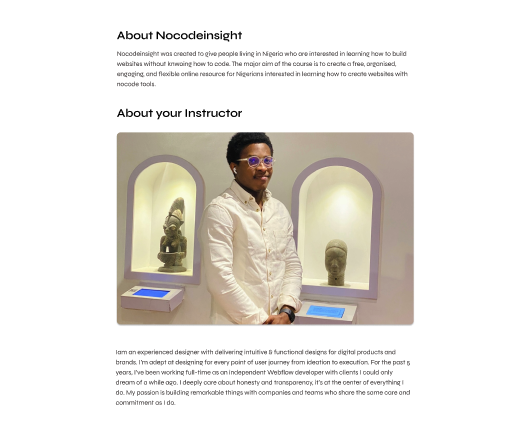 About Nocodeinsight
Nocodeinsight was created to give people living in Nigeria who are interested in learning how to build
websites without knwoing how to code. The major aim of the course is to create a free, organised,
engaging, and flexible online resource for Nigerians interested in learning how to create websites with
nocode tools.
About your Instructor
Iam an experienced designer with delivering intuitive & functional designs for digital products and
brands. I'm adept at designing for every point of user journey from ideation to execution. For the past 5
years, I've been working full-time as an independent Webflow developer with clients I could only
dream of a while ago. I deeply care about honesty and transparency, it's at the center of everything I
do. My passion is building remarkable things with companies and teams who share the same care and
commitment as I do.